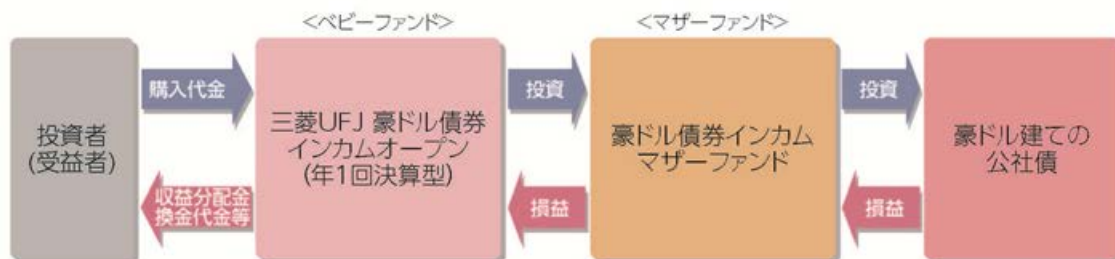 <ベビーファンド>
<マザーファンド>
投資者
(受益者)
購入代金
収益分配金
換金代金等
三菱UFJ 豪ドル債券
インカムオープン
(年1回決算型)
投資
損益
豪ドル債券インカム
マザーファンド
投資
損益
豪ドル建ての
公社債